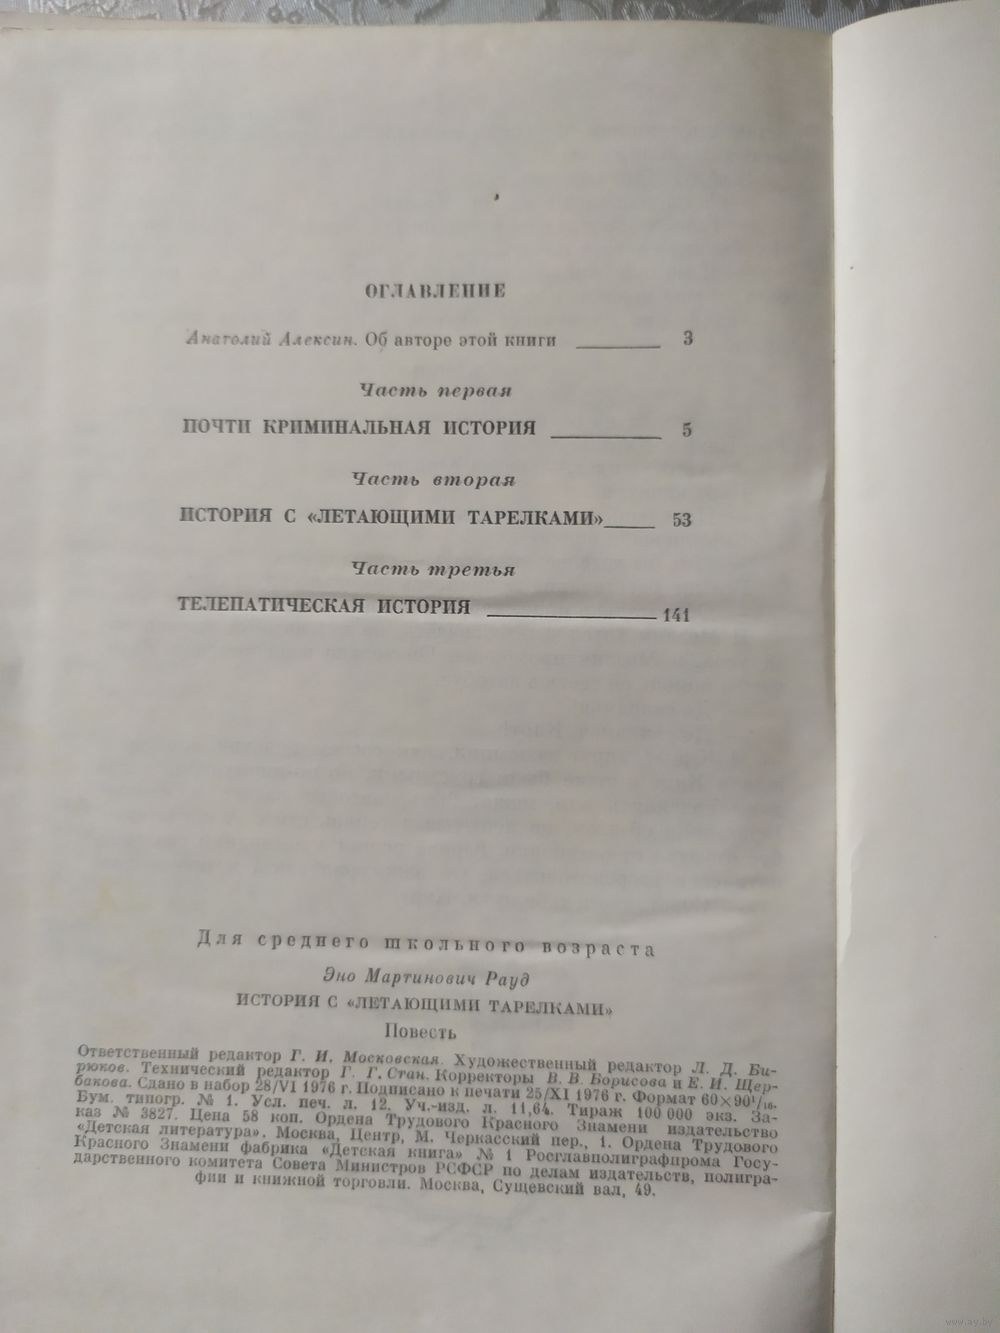 ОГЛАВЛЕНИЕ
Анатолий Алексин. Об авторе этой книги 3
Часть первая
ПОЧТИ КРИМИНАЛЬНАЯ ИСТОРИЯ 5
Часть вторая
ИСТОРИЯ С «ЛЕТАЮЩИМИ ТАРЕЛКАМИ» 53
Часть третья
ТЕЛЕПАТИЧЕСКАЯ ИСТОРИЯ 141
Для среднего школьного возраста
Эно Мартинович Рауд
ИСТОРИЯ С «ЛЕТАЮЩИМИ ТАРЕЛКАМИ»
Повесть
Ответственный редактор Г. И. Московская. Художественный редактор Л. Д. Би-
рюков. Технический редактор Г. Г. Стан. Корректоры В. В. Борисова и Е. И. Щер-
бакова. Сдано в набор 28/VI 1976 г. Подписано к печати 25/XI 1976 г. Формат 60×90¹/₁₆.
Бум. типогр. № 1. Усл. печ. л. 12. Уч.-изд. л. 11,64. Тираж 100 000 экз. За-
каз № 3827. Цена 58 коп. Ордена Трудового Красного Знамени издательство
«Детская литература». Москва, Центр, М. Черкасский пер., 1. Ордена Трудового
Красного Знамени фабрика «Детская книга» № 1 Росглавполиграфпрома Госу-
дарственного комитета Совета Министров РСФСР по делам издательств, полигра-
фии и книжной торговли. Москва, Сущевский вал, 49.
www.ay.by